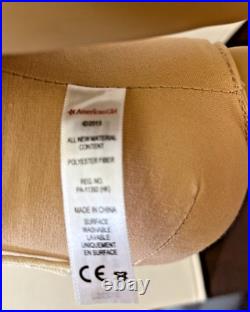 AmericanGirl
©2013
ALL NEW MATERIAL
CONTENT
POLYESTER FIBER
REG. NO.
PA-11392 (HK)
MADE IN CHINA
SURFACE
WASHABLE
LAVABLE
UNIQUEMENT
EN SURFACE
CE